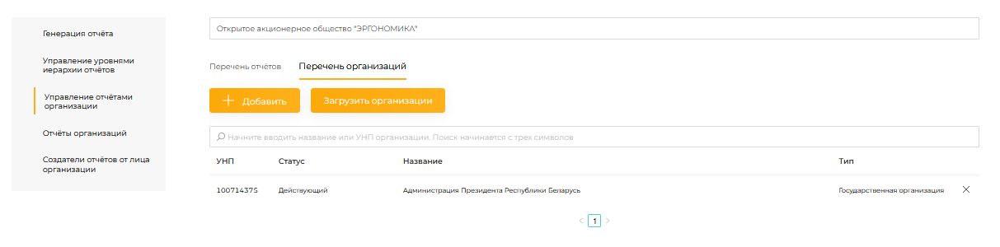 Генерация отчёта
Управление уровнями
иерархии отчётов
Управление отчётами
организации
Отчёты организаций
Создатели отчётов от лица
организации
Открытое акционерное общество "ЭРГОНОМИКА"
Перечень отчётов Перечень организаций
Добавить Загрузить организации
Начните вводить название или УНП организации. Поиск начинается с трех символов
УНП Статус Название Тип
100714375 Действующий Администрация Президента Республики Беларусь Государственная организация
< 1 >